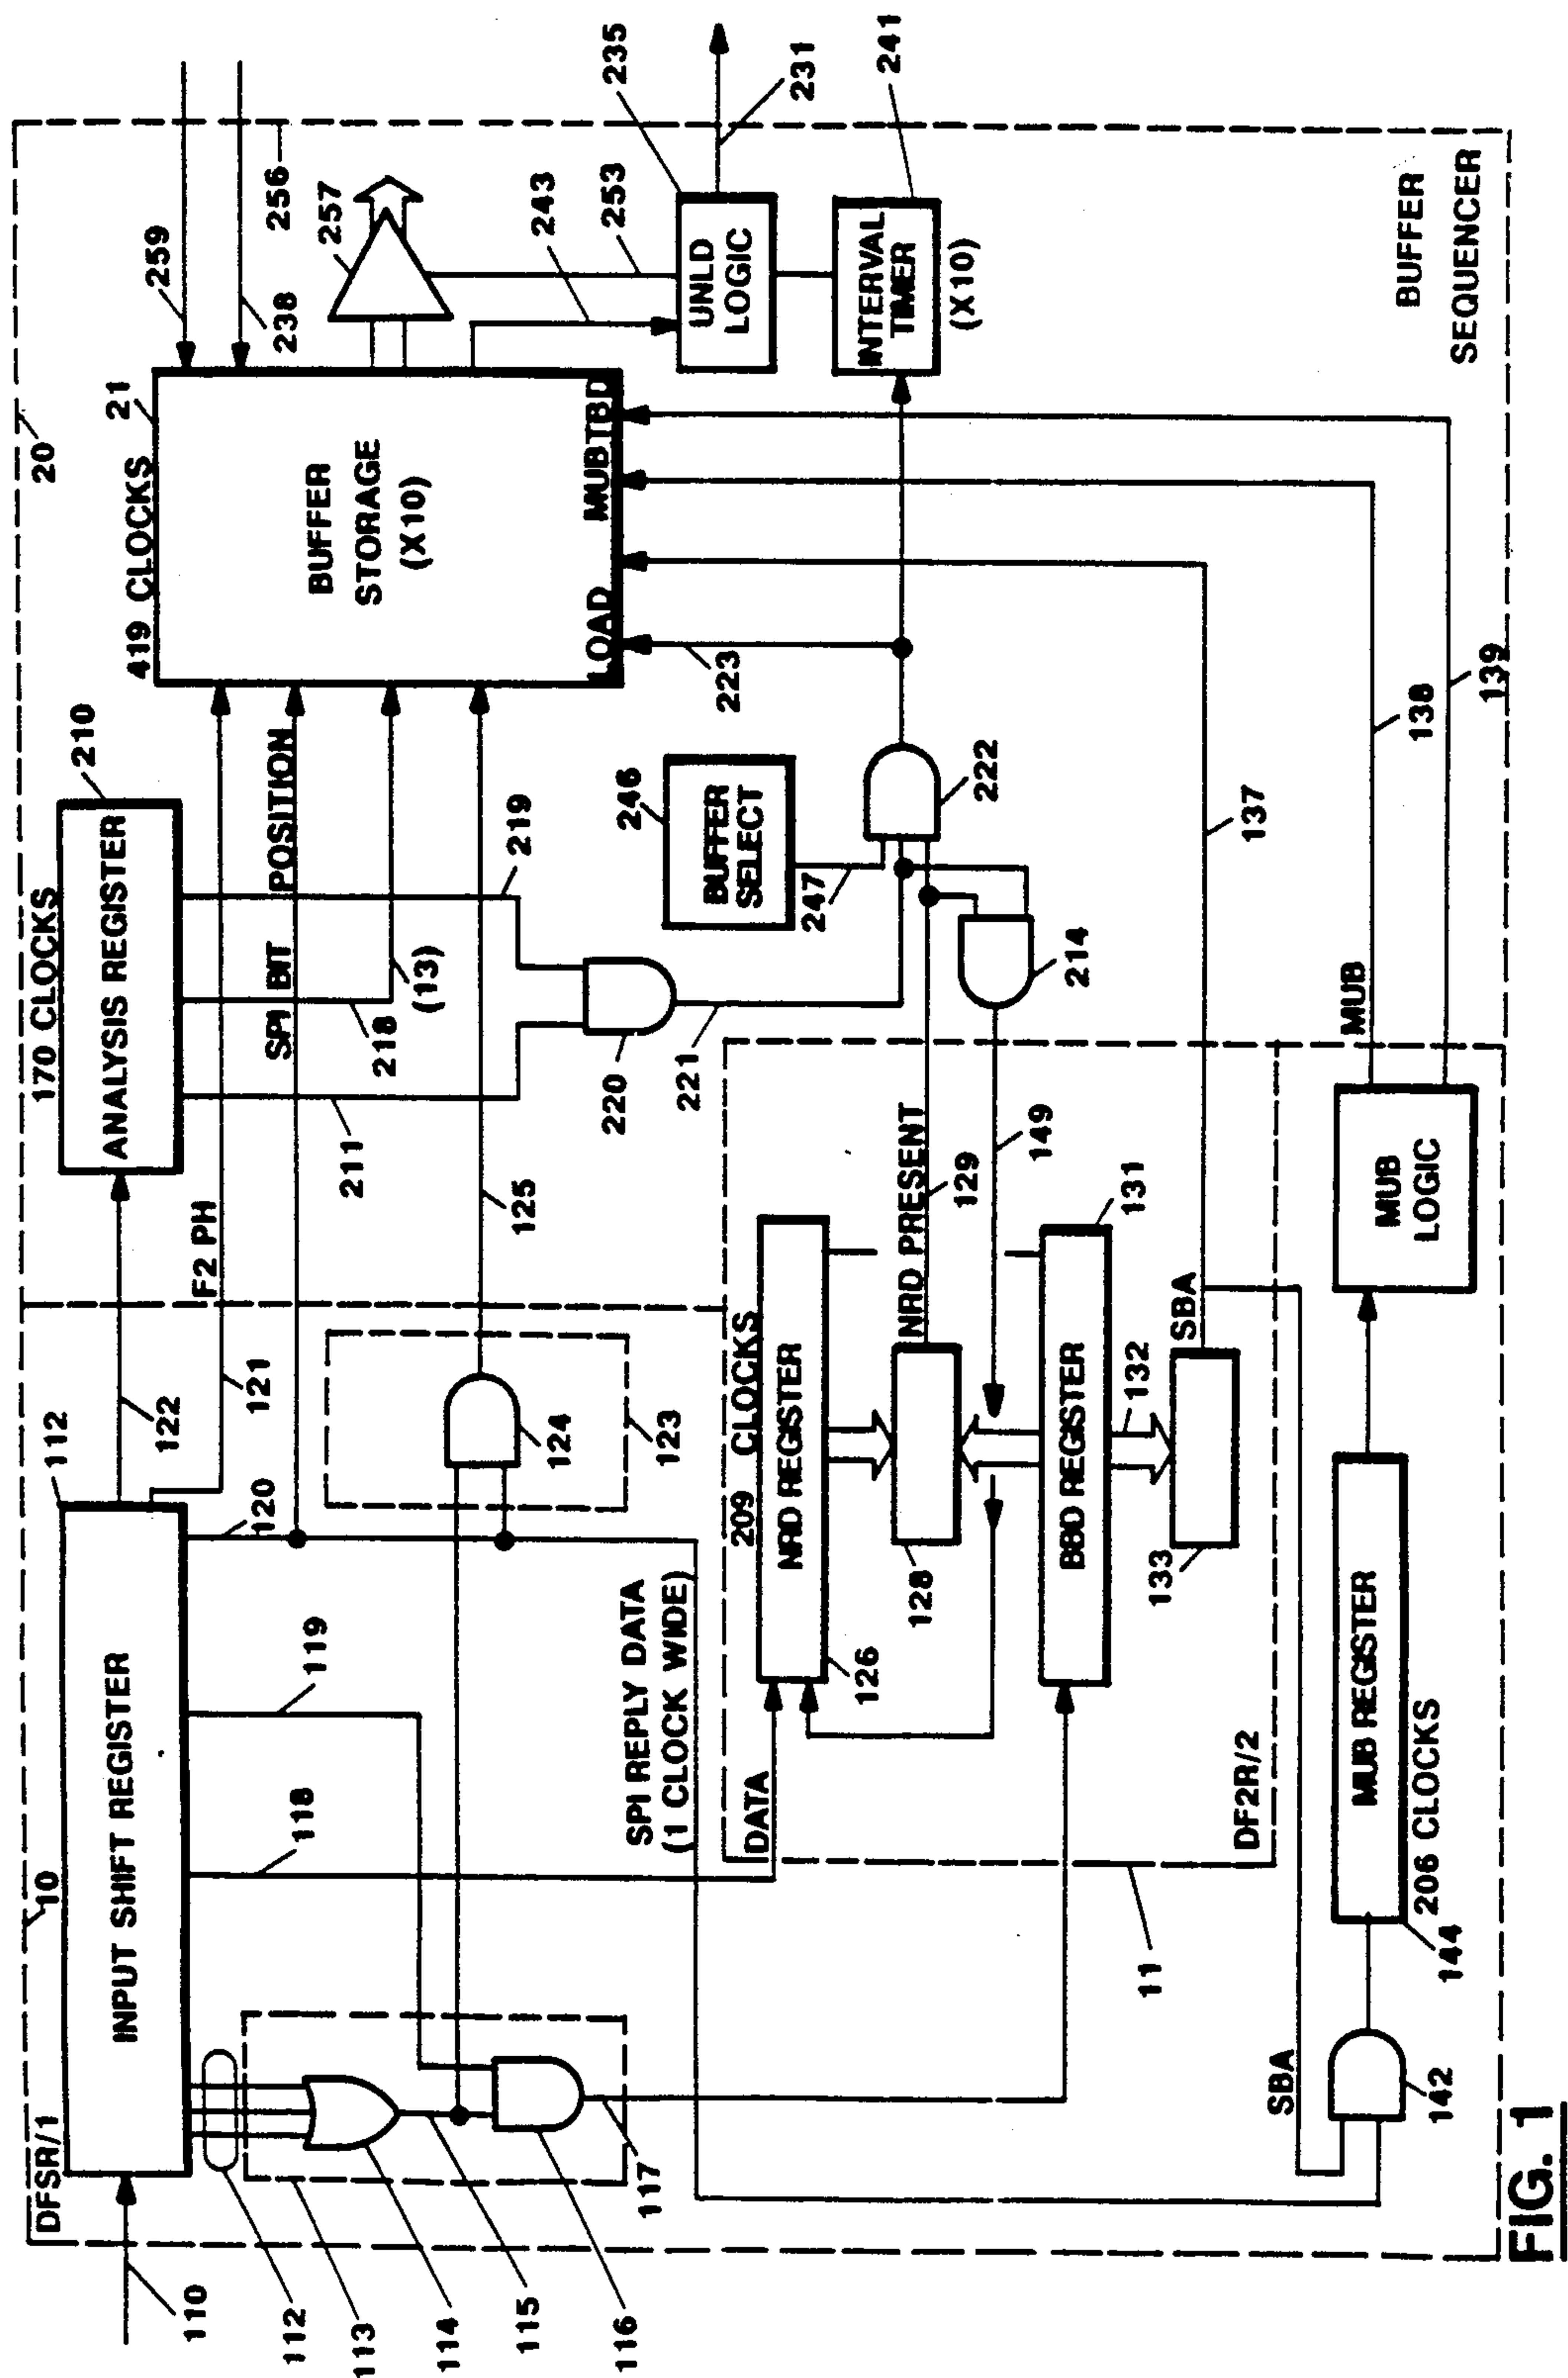 DFSR/1
10
110
INPUT SHIFT REGISTER
112
112
113
114
115
116
117
118
119
120
121
122
F2 PH
SPI BIT POSITION
123
124
125
SPI REPLY DATA
(1 CLOCK WIDE)
170 CLOCKS
ANALYSIS REGISTER
210
211
218
(13)
219
220
221
20
419 CLOCKS
21
BUFFER
STORAGE
(X10)
LOAD
MUBTBD
259
238
256
257
243
253
235
UNLD
LOGIC
231
241
INTERVAL
TIMER
(X10)
223
246
BUFFER
SELECT
247
222
214
DATA
209 CLOCKS
NRD REGISTER
126
128
NRD PRESENT
129
149
BBD REGISTER
131
132
133
SBA
137
DF2R/2
11
SBA
142
144
MUB REGISTER
206 CLOCKS
MUB
LOGIC
MUB
138
139
BUFFER
SEQUENCER
FIG. 1